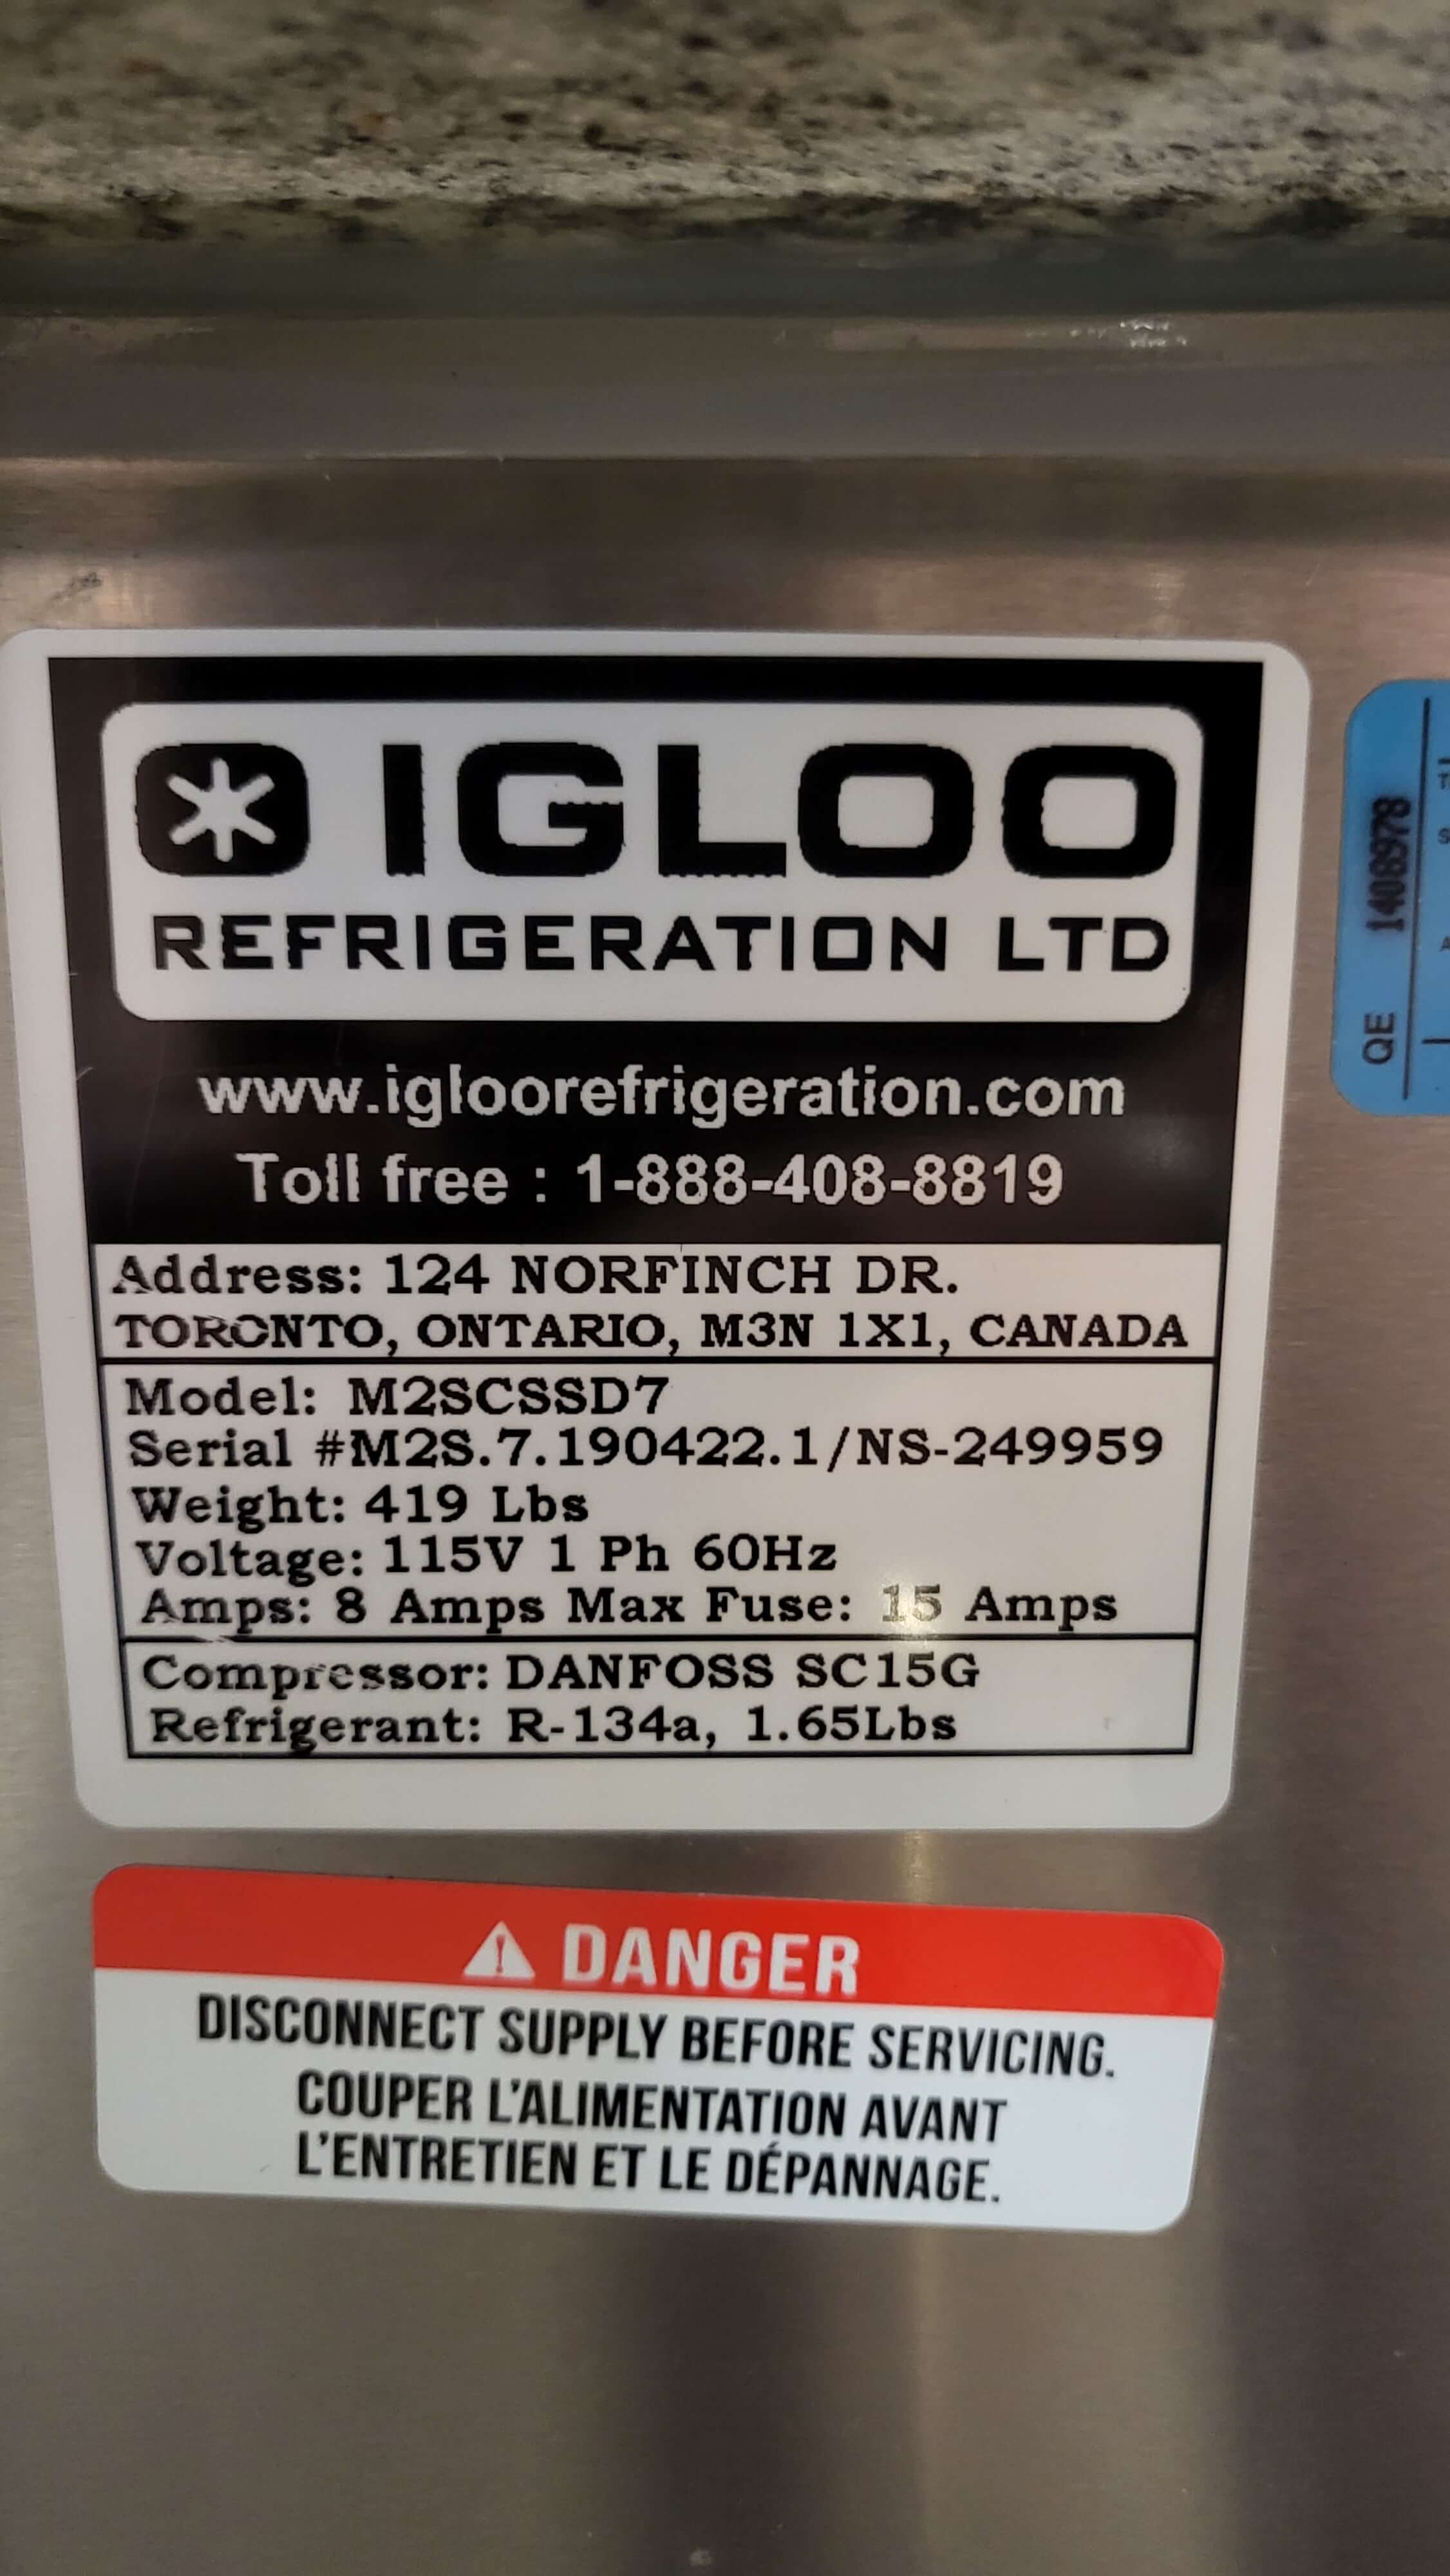 IGLOO
REFRIGERATION LTD
www.igloorefrigeration.com
Toll free : 1-888-408-8819
Address: 124 NORFINCH DR.
TORONTO, ONTARIO, M3N 1X1, CANADA
Model: M2SCSSD7
Serial #M2S.7.190422.1/NS-249959
Weight: 419 Lbs
Voltage: 115V 1 Ph 60Hz
Amps: 8 Amps Max Fuse: 15 Amps
Compressor: DANFOSS SC15G
Refrigerant: R-134a, 1.65Lbs
DANGER
DISCONNECT SUPPLY BEFORE SERVICING.
COUPER L'ALIMENTATION AVANT
L'ENTRETIEN ET LE DÉPANNAGE.
QE 1408978